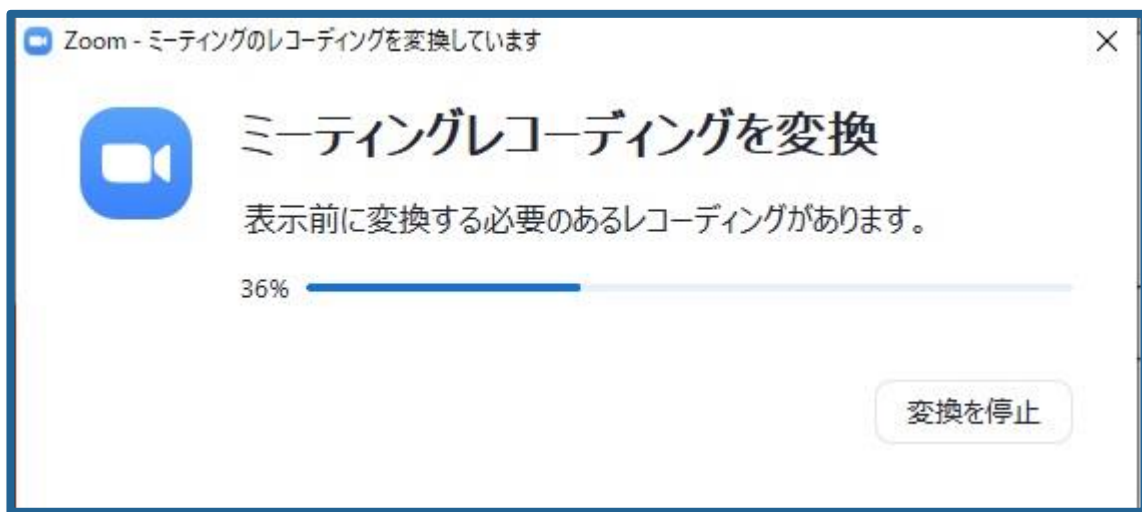 Zoom - ミーティングのレコーディングを変換しています
ミーティングレコーディングを変換
表示前に変換する必要のあるレコーディングがあります。
36%
変換を停止